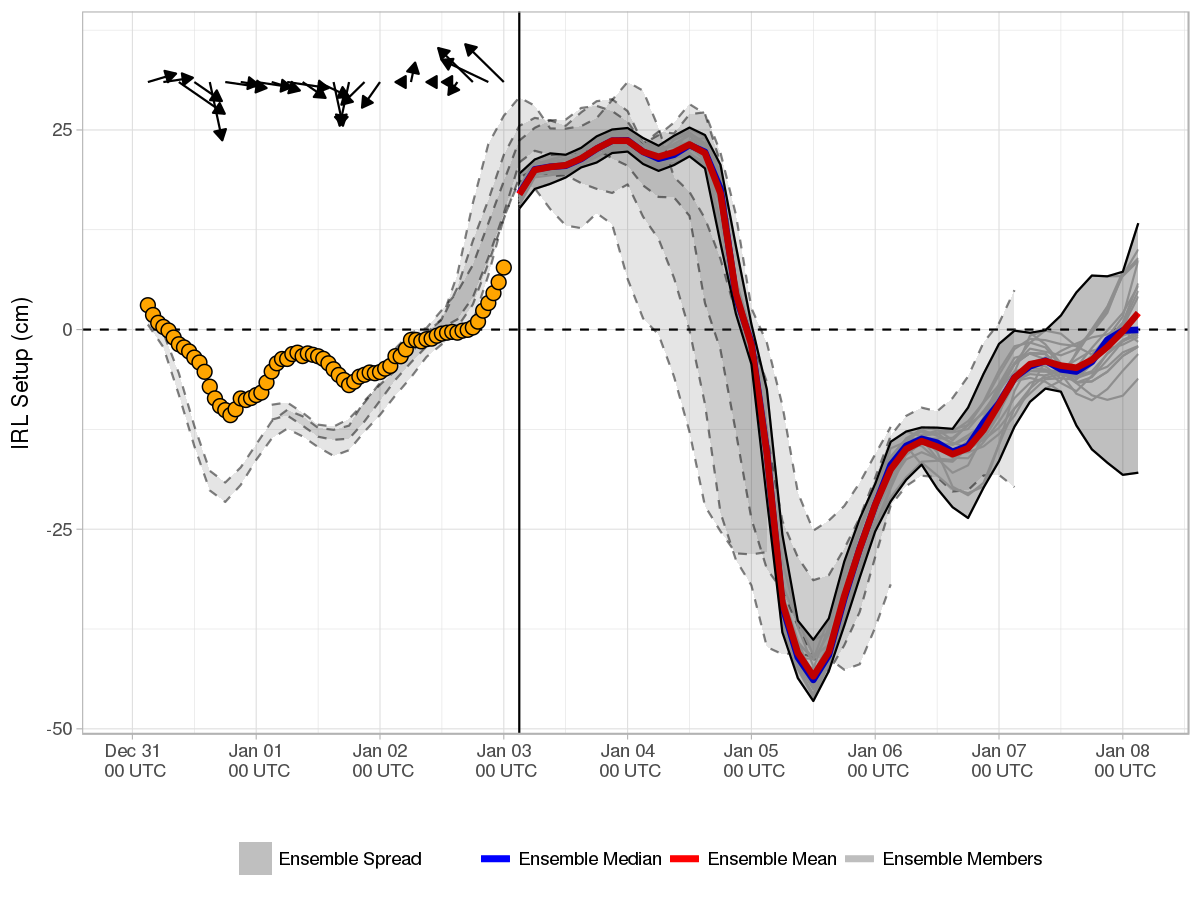 IRL Setup (cm)
25
0
-25
-50
Dec 31 Jan 01 Jan 02 Jan 03 Jan 04 Jan 05 Jan 06 Jan 07 Jan 08
00 UTC 00 UTC 00 UTC 00 UTC 00 UTC 00 UTC 00 UTC 00 UTC 00 UTC
Ensemble Spread Ensemble Median Ensemble Mean Ensemble Members